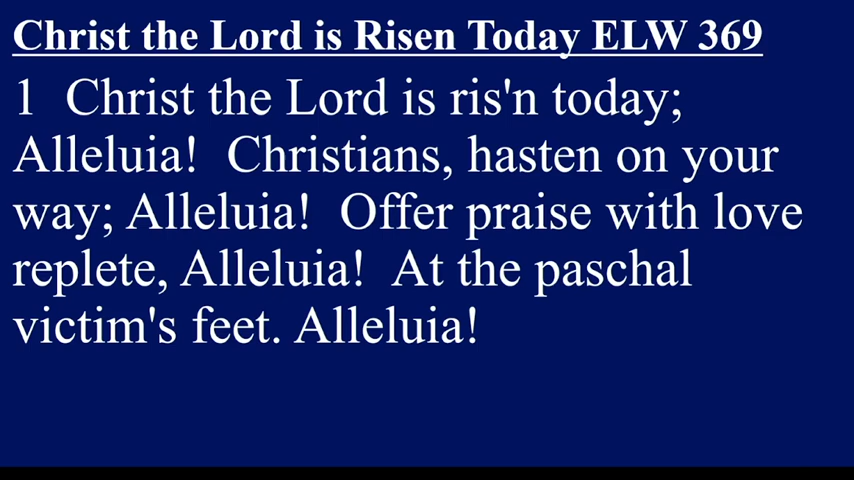 Christ the Lord is Risen Today ELW 369
1  Christ the Lord is ris'n today;
Alleluia!  Christians, hasten on your
way; Alleluia!  Offer praise with love
replete, Alleluia!  At the paschal
victim's feet. Alleluia!